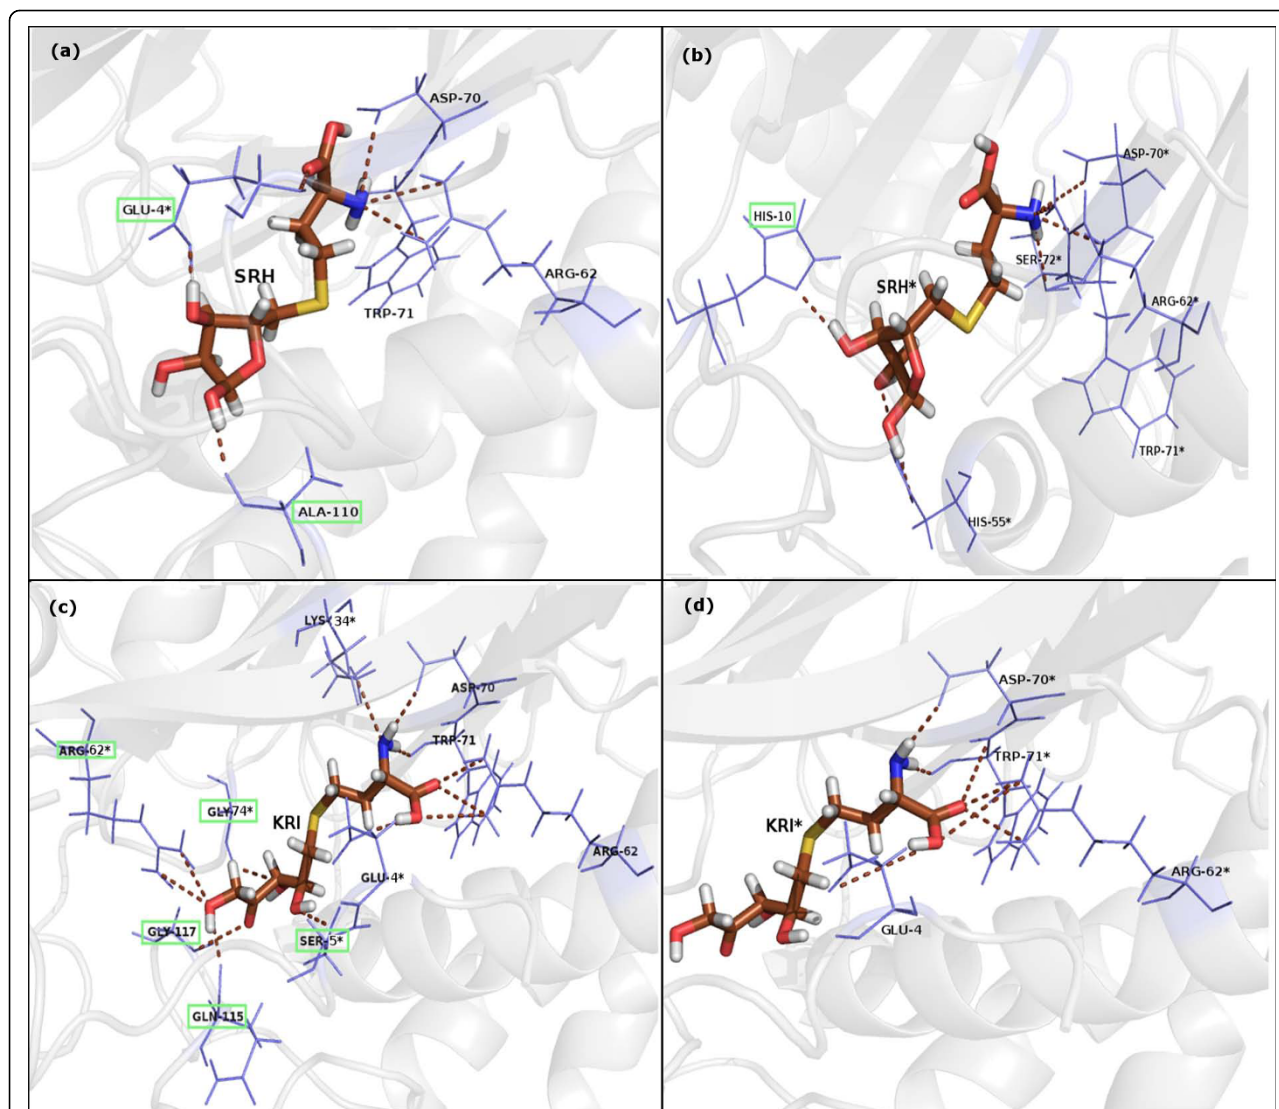 (a)
ASP-70
GLU-4*
SRH
ARG-62
TRP-71
ALA-110
(b)
ASP-70*
HIS-10
SER-72*
SRH*
ARG-62*
TRP-71*
HIS-55*
(c)
LYS-34*
ASP-70
TRP-71
ARG-62*
GLY-74*
KRI
ARG-62
GLU-4*
GLY-117
SER-5*
GLN-115
(d)
ASP-70*
TRP-71*
KRI*
ARG-62*
GLU-4